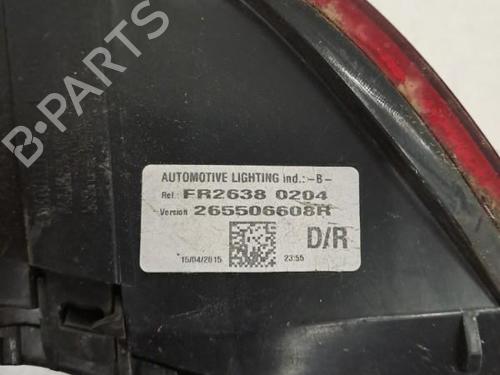 AUTOMOTIVE LIGHTING ind.:-B-
Ref.: FR2638 0204
Version 265506608R
D/R
15/04/2015 23:55
B-PARTS